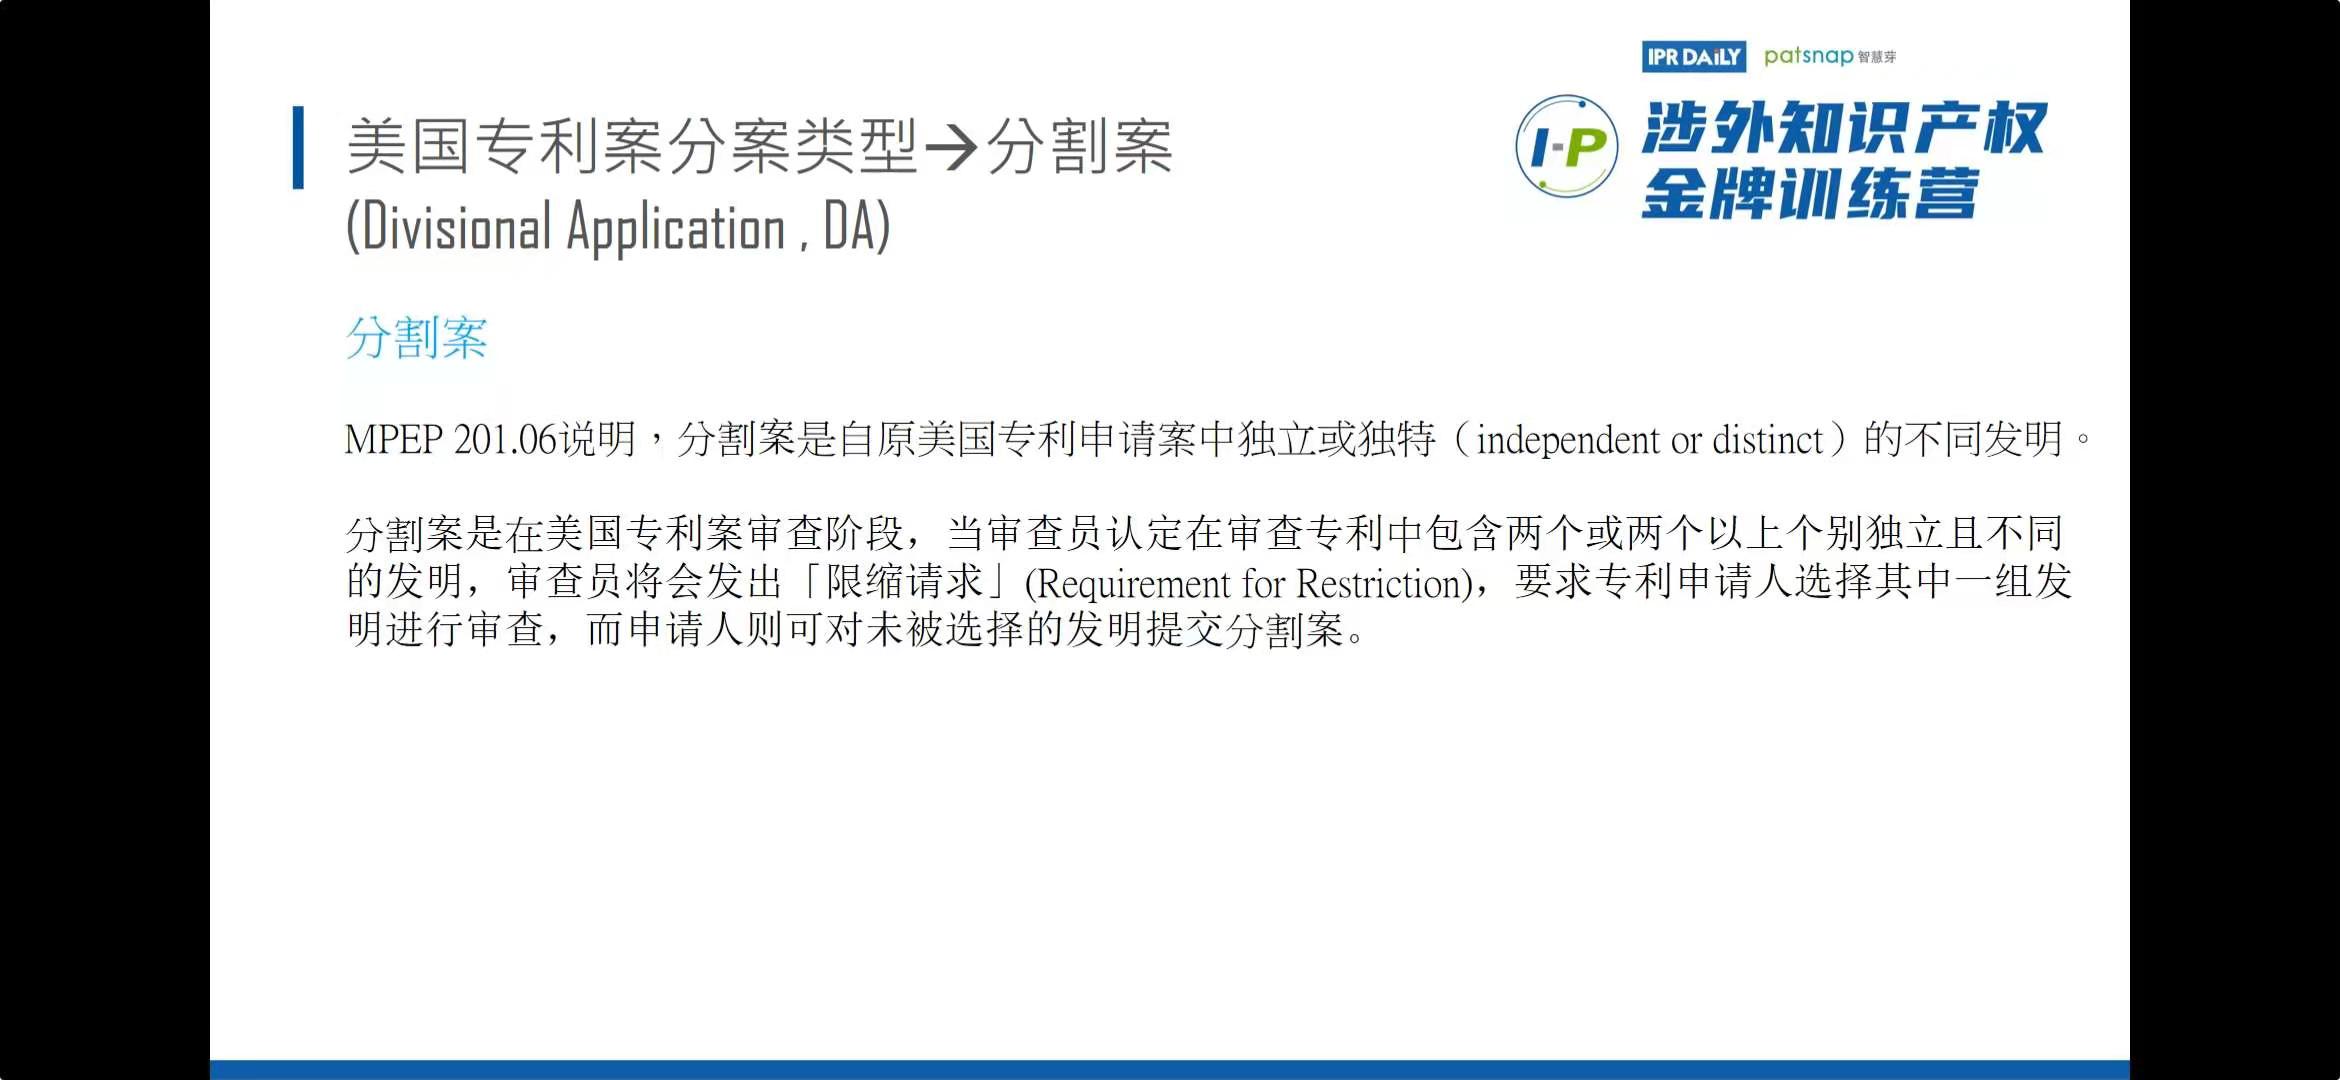 IPR DAiLY patsnap 智慧芽
I-P 涉外知识产权
金牌训练营
美国专利案分案类型→分割案
(Divisional Application , DA)
分割案
MPEP 201.06说明，分割案是自原美国专利申请案中独立或独特（independent or distinct）的不同发明。
分割案是在美国专利案审查阶段，当审查员认定在审查专利中包含两个或两个以上个别独立且不同
的发明，审查员将会发出「限缩请求」(Requirement for Restriction)，要求专利申请人选择其中一组发
明进行审查，而申请人则可对未被选择的发明提交分割案。